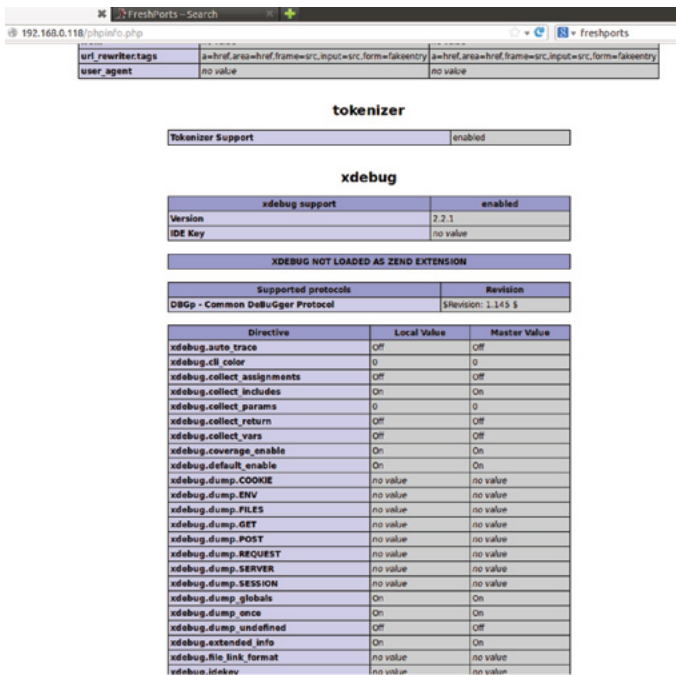 FreshPorts – Search
192.168.0.118/phpinfo.php
freshports
url_rewriter.tags a=href,area=href,frame=src,input=src,form=fakeentry a=href,area=href,frame=src,input=src,form=fakeentry
user_agent no value no value
tokenizer
Tokenizer Support enabled
xdebug
xdebug support enabled
Version 2.2.1
IDE Key no value
XDEBUG NOT LOADED AS ZEND EXTENSION
Supported protocols Revision
DBGp - Common DeBuGger Protocol $Revision: 1.145 $
Directive Local Value Master Value
xdebug.auto_trace Off Off
xdebug.cli_color 0 0
xdebug.collect_assignments Off Off
xdebug.collect_includes On On
xdebug.collect_params 0 0
xdebug.collect_return Off Off
xdebug.collect_vars Off Off
xdebug.coverage_enable On On
xdebug.default_enable On On
xdebug.dump.COOKIE no value no value
xdebug.dump.ENV no value no value
xdebug.dump.FILES no value no value
xdebug.dump.GET no value no value
xdebug.dump.POST no value no value
xdebug.dump.REQUEST no value no value
xdebug.dump.SERVER no value no value
xdebug.dump.SESSION no value no value
xdebug.dump_globals On On
xdebug.dump_once On On
xdebug.dump_undefined Off Off
xdebug.extended_info On On
xdebug.file_link_format no value no value
xdebug.idekey no value no value